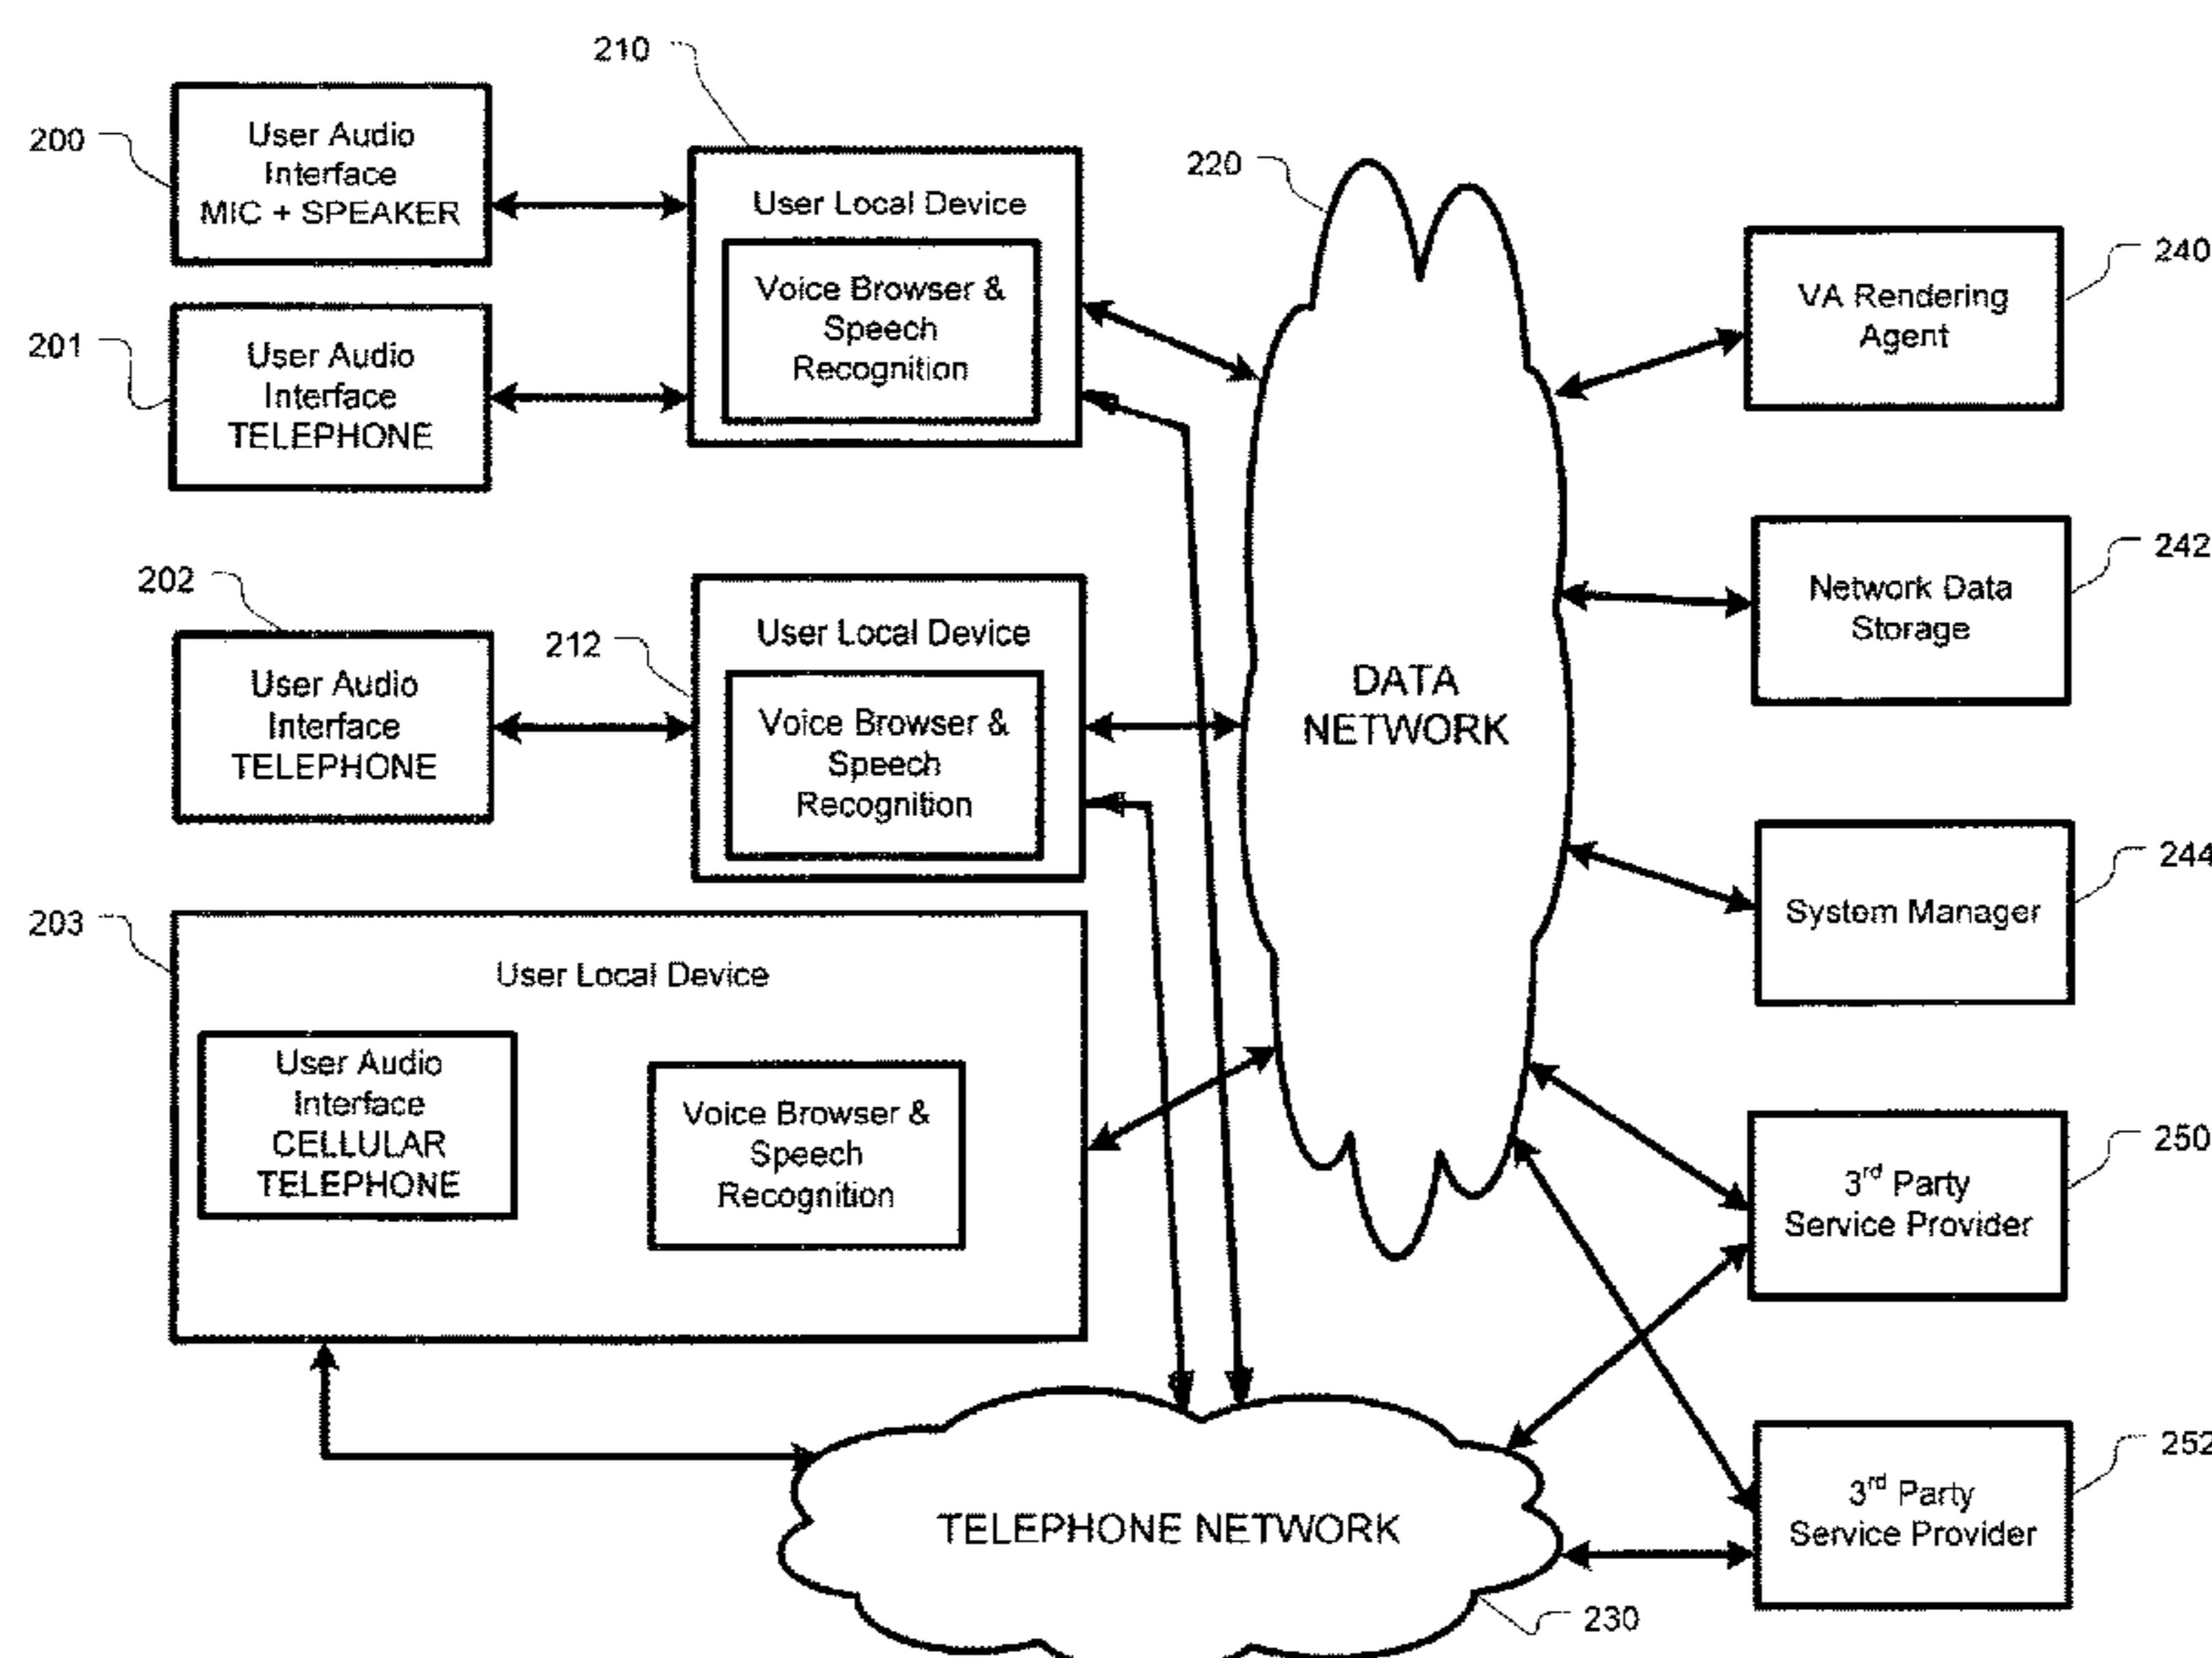 210
200
User Audio
Interface
MIC + SPEAKER
User Local Device
Voice Browser &
Speech
Recognition
201
User Audio
Interface
TELEPHONE
220
240
VA Rendering
Agent
202
User Audio
Interface
TELEPHONE
212
User Local Device
Voice Browser &
Speech
Recognition
DATA
NETWORK
242
Network Data
Storage
244
System Manager
203
User Local Device
User Audio
Interface
CELLULAR
TELEPHONE
Voice Browser &
Speech
Recognition
250
3rd Party
Service Provider
252
3rd Party
Service Provider
TELEPHONE NETWORK
230